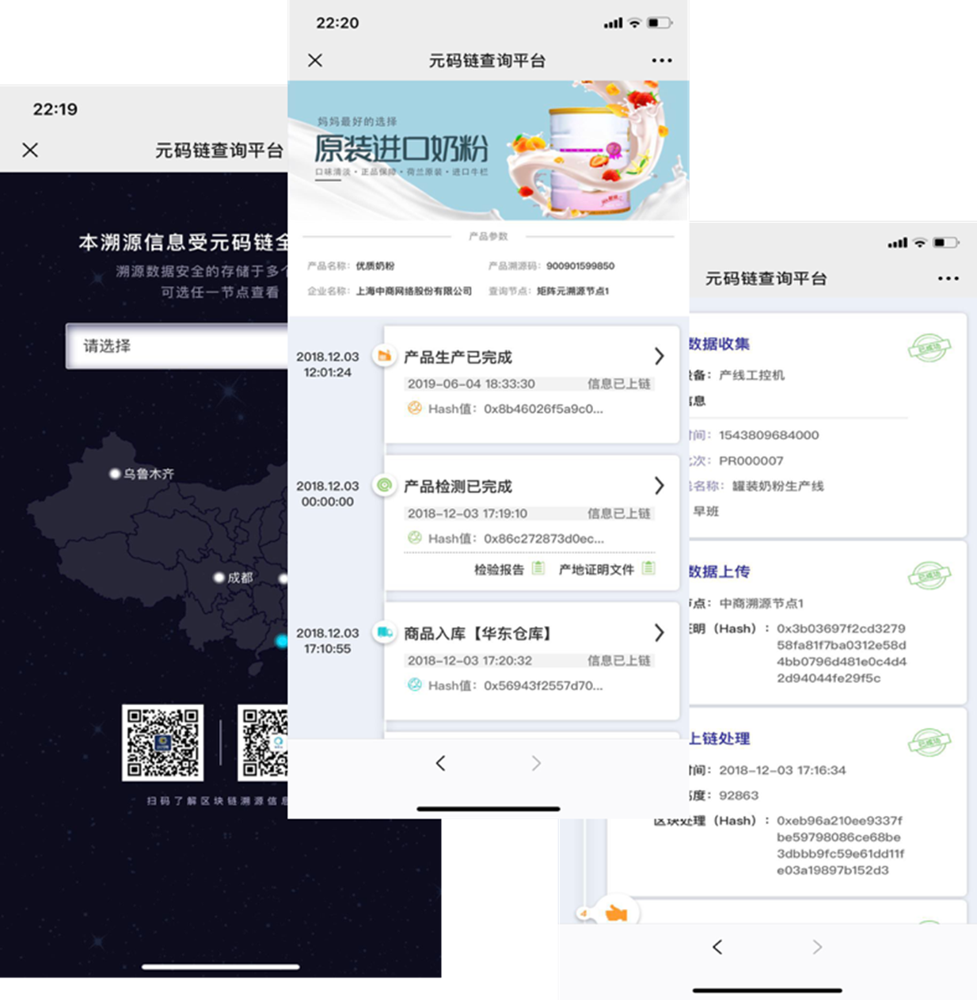 22:19
元码链查询平台
本溯源信息受元码链全
溯源数据安全的存储于多个
可选任一节点查看
请选择
乌鲁木齐
成都
扫码了解区块链溯源信息
22:20
元码链查询平台
妈妈最好的选择
原装进口奶粉
口味清淡·正品保障·荷兰原装·进口牛栏
产品参数
产品名称：优质奶粉 产品溯源码：900901599850
企业名称：上海中商网络股份有限公司 查询节点：矩阵元溯源节点1
2018.12.03
12:01:24
产品生产已完成
2019-06-04 18:33:30 信息已上链
Hash值：0x8b46026f5a9c0...
2018.12.03
00:00:00
产品检测已完成
2018-12-03 17:19:10 信息已上链
Hash值：0x86c272873d0ec...
检验报告 产地证明文件
2018.12.03
17:10:55
商品入库【华东仓库】
2018-12-03 17:20:32 信息已上链
Hash值：0x56943f2557d70...
元码链查询平台
数据收集
已成功
备：产线工控机
息
间：1543809684000
次：PR000007
名称：罐装奶粉生产线
早班
数据上传
已成功
点：中商溯源节点1
明（Hash）：0x3b03697f2cd3279
58fa81f7ba0312e58d
4bb0796d481e0c4d4
2d94044fe29f5c
上链处理
已成功
间：2018-12-03 17:16:34
度：92863
区块处理（Hash）：0xeb96a210ee9337f
be59798086ce68be
3dbbb9fc59e61dd11f
e03a19897b152d3
4